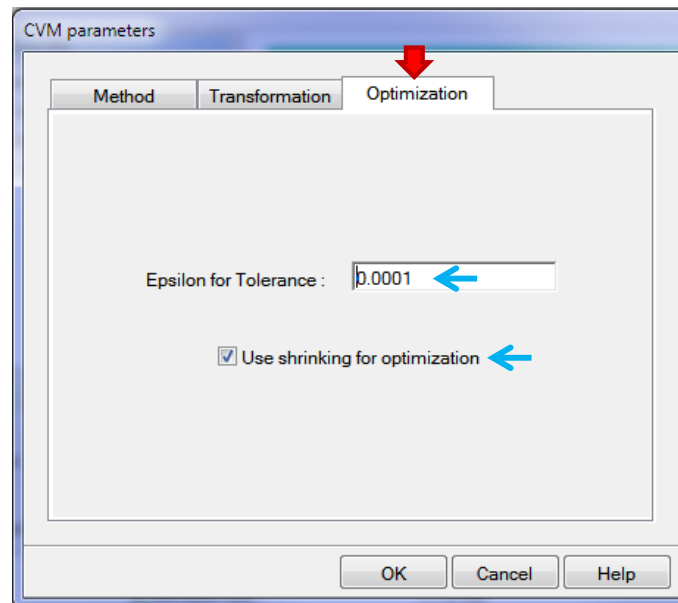 CVM parameters
Method Transformation Optimization
Epsilon for Tolerance : 0.0001
Use shrinking for optimization
OK Cancel Help